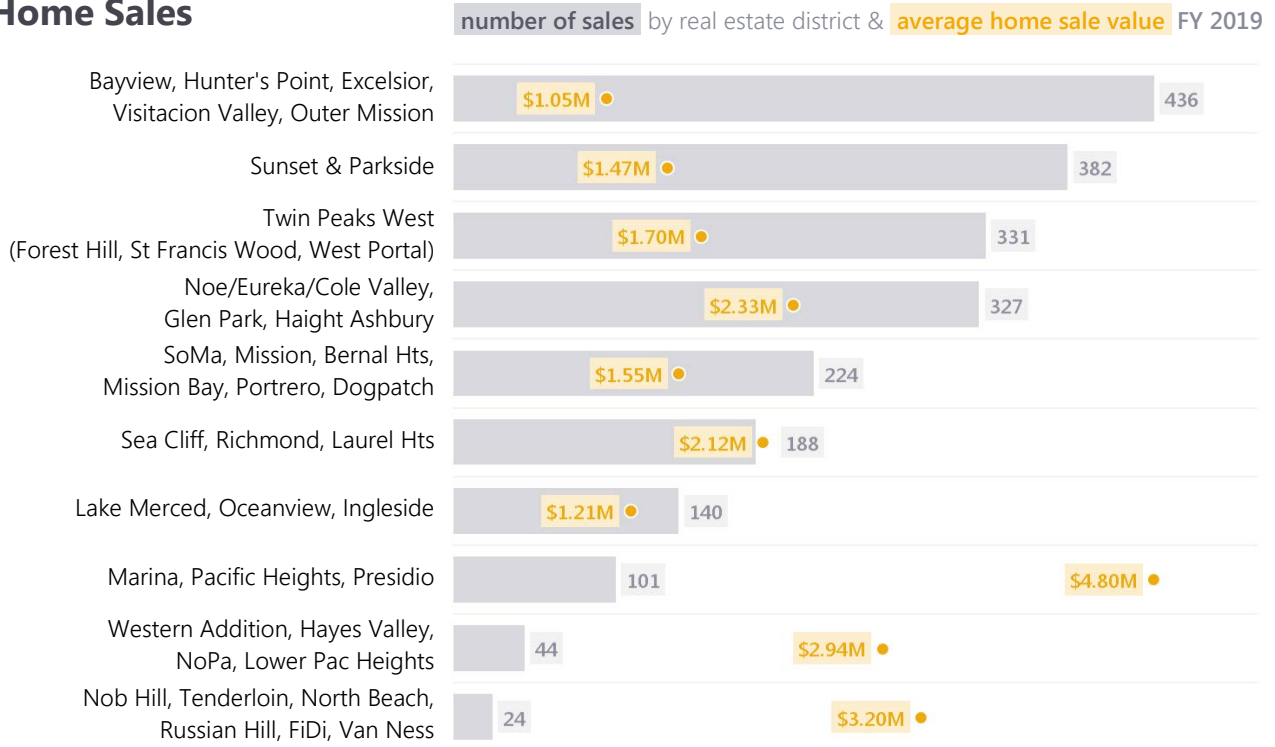 Home Sales
number of sales by real estate district & average home sale value FY 2019
Bayview, Hunter's Point, Excelsior,
Visitacion Valley, Outer Mission
$1.05M
436
Sunset & Parkside
$1.47M
382
Twin Peaks West
(Forest Hill, St Francis Wood, West Portal)
$1.70M
331
Noe/Eureka/Cole Valley,
Glen Park, Haight Ashbury
$2.33M
327
SoMa, Mission, Bernal Hts,
Mission Bay, Portrero, Dogpatch
$1.55M
224
Sea Cliff, Richmond, Laurel Hts
$2.12M
188
Lake Merced, Oceanview, Ingleside
$1.21M
140
Marina, Pacific Heights, Presidio
101
$4.80M
Western Addition, Hayes Valley,
NoPa, Lower Pac Heights
44
$2.94M
Nob Hill, Tenderloin, North Beach,
Russian Hill, FiDi, Van Ness
24
$3.20M